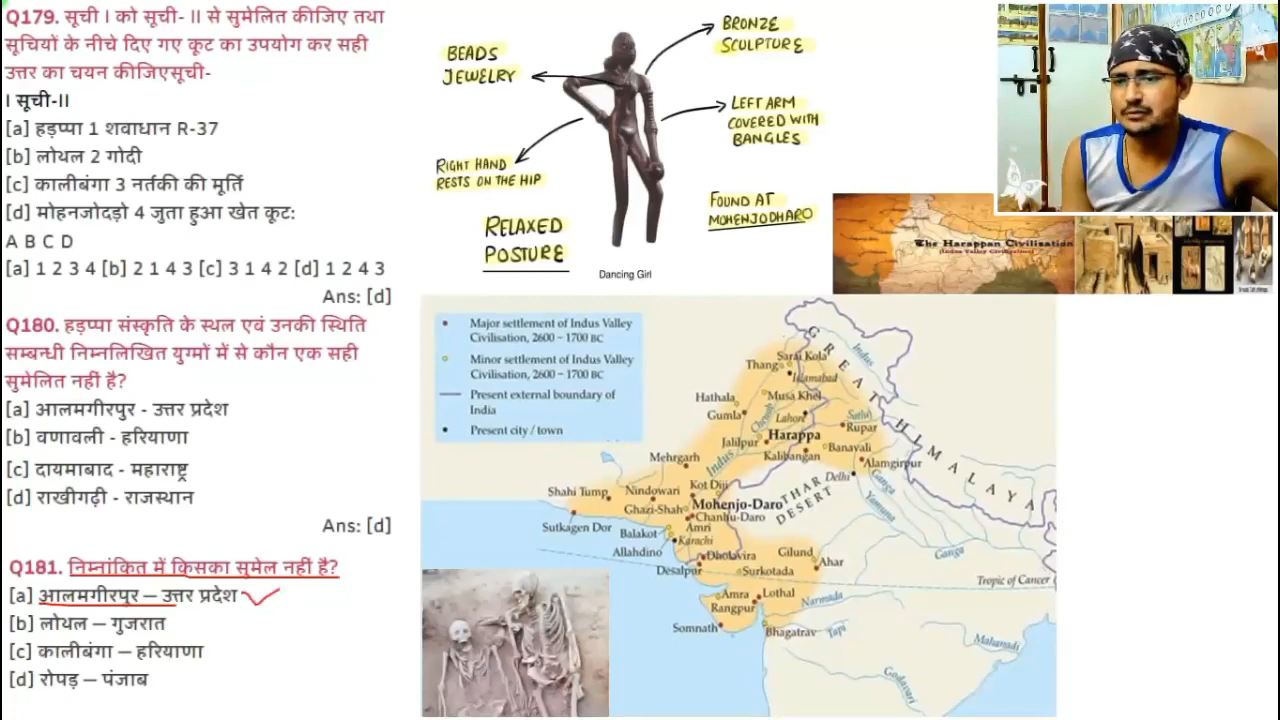 Q179. सूची I को सूची- II से सुमेलित कीजिए तथा
सूचियों के नीचे दिए गए कूट का उपयोग कर सही
उत्तर का चयन कीजिएसूची-
I सूची-II
[a] हड़प्पा 1 शवाधान R-37
[b] लोथल 2 गोदी
[c] कालीबंगा 3 नर्तकी की मूर्ति
[d] मोहनजोदड़ो 4 जुता हुआ खेत कूट:
A B C D
[a] 1 2 3 4 [b] 2 1 4 3 [c] 3 1 4 2 [d] 1 2 4 3
Ans: [d]
Q180. हड़प्पा संस्कृति के स्थल एवं उनकी स्थिति
सम्बन्धी निम्नलिखित युग्मों में से कौन एक सही
सुमेलित नहीं है?
[a] आलमगीरपुर - उत्तर प्रदेश
[b] वणावली - हरियाणा
[c] दायमाबाद - महाराष्ट्र
[d] राखीगढ़ी - राजस्थान
Ans: [d]
Q181. निम्नांकित में किसका सुमेल नहीं है?
[a] आलमगीरपुर – उत्तर प्रदेश
[b] लोथल – गुजरात
[c] कालीबंगा – हरियाणा
[d] रोपड़ – पंजाब
BEADS
JEWELRY
BRONZE
SCULPTURE
LEFT ARM
COVERED WITH
BANGLES
RIGHT HAND
RESTS ON THE HIP
RELAXED
POSTURE
FOUND AT
MOHENJODHARO
Dancing Girl
The Harappan Civilisation
(Indus Valley Civilisation)
Major settlement of Indus Valley
Civilisation, 2600 – 1700 BC
Minor settlement of Indus Valley
Civilisation, 2600 – 1700 BC
Present external boundary of
India
Present city / town
GREAT HIMALAYA
Indus
Sarai Kola
Thang
Islamabad
Hathala
Musa Khel
Gumla
Chenab
Lahore
Satluj
Rupar
Jalilpur
Harappa
Banavali
Kalibangan
Alamgirpur
Mehrgarh
Indus
Delhi
Ganga
Yamuna
THAR
DESERT
Kot Diji
Shahi Tump
Nindowari
Mohenjo-Daro
Ghazi-Shah
Chanhu-Daro
Sutkagen Dor
Amri
Balakot
Karachi
Allahdino
Dholavira
Gilund
Ahar
Ganga
Desalpur
Surkotada
Tropic of Cancer
Amra
Lothal
Rangpur
Narmada
Somnath
Bhagatrav
Tapi
Mahanadi
Godavari